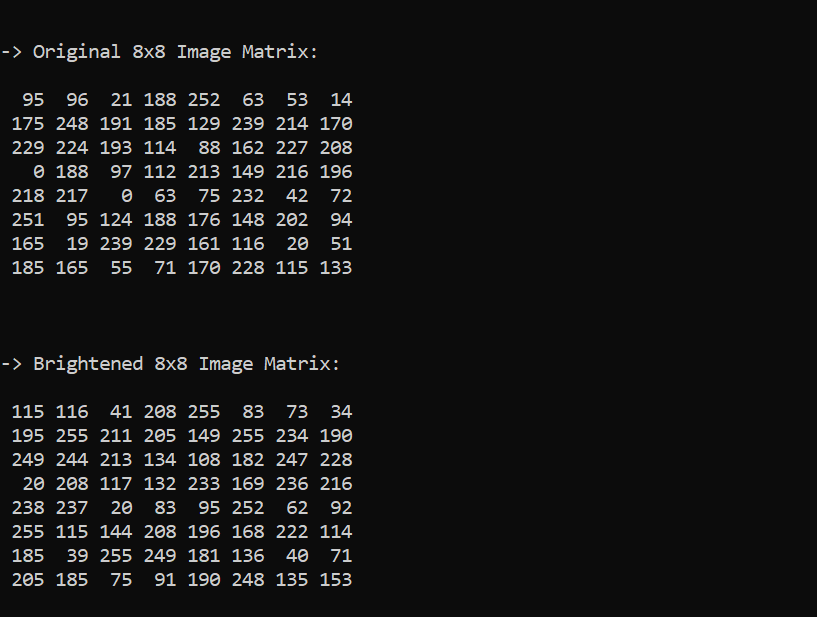 -> Original 8x8 Image Matrix:
95 96 21 188 252 63 53 14
175 248 191 185 129 239 214 170
229 224 193 114 88 162 227 208
0 188 97 112 213 149 216 196
218 217 0 63 75 232 42 72
251 95 124 188 176 148 202 94
165 19 239 229 161 116 20 51
185 165 55 71 170 228 115 133
-> Brightened 8x8 Image Matrix:
115 116 41 208 255 83 73 34
195 255 211 205 149 255 234 190
249 244 213 134 108 182 247 228
20 208 117 132 233 169 236 216
238 237 20 83 95 252 62 92
255 115 144 208 196 168 222 114
185 39 255 249 181 136 40 71
205 185 75 91 190 248 135 153